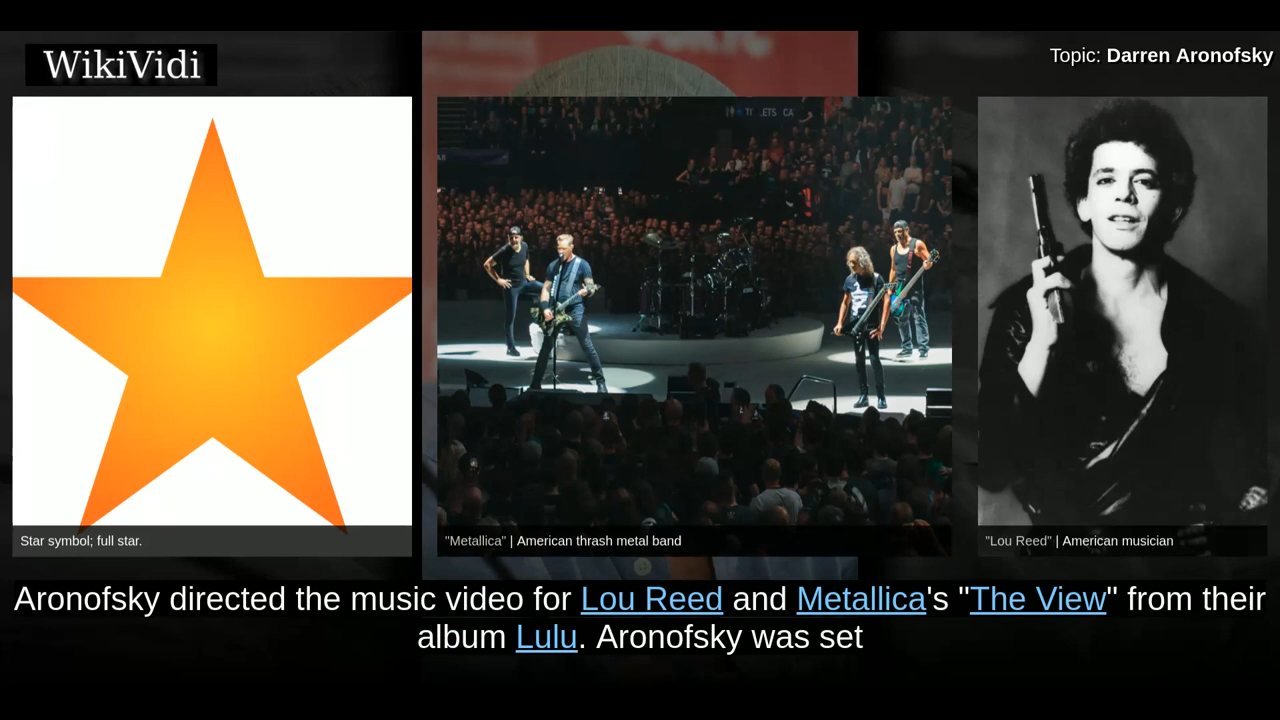 WikiVidi
Topic: Darren Aronofsky
Star symbol; full star.
"Metallica" | American thrash metal band
"Lou Reed" | American musician
Aronofsky directed the music video for Lou Reed and Metallica's "The View" from their
album Lulu. Aronofsky was set